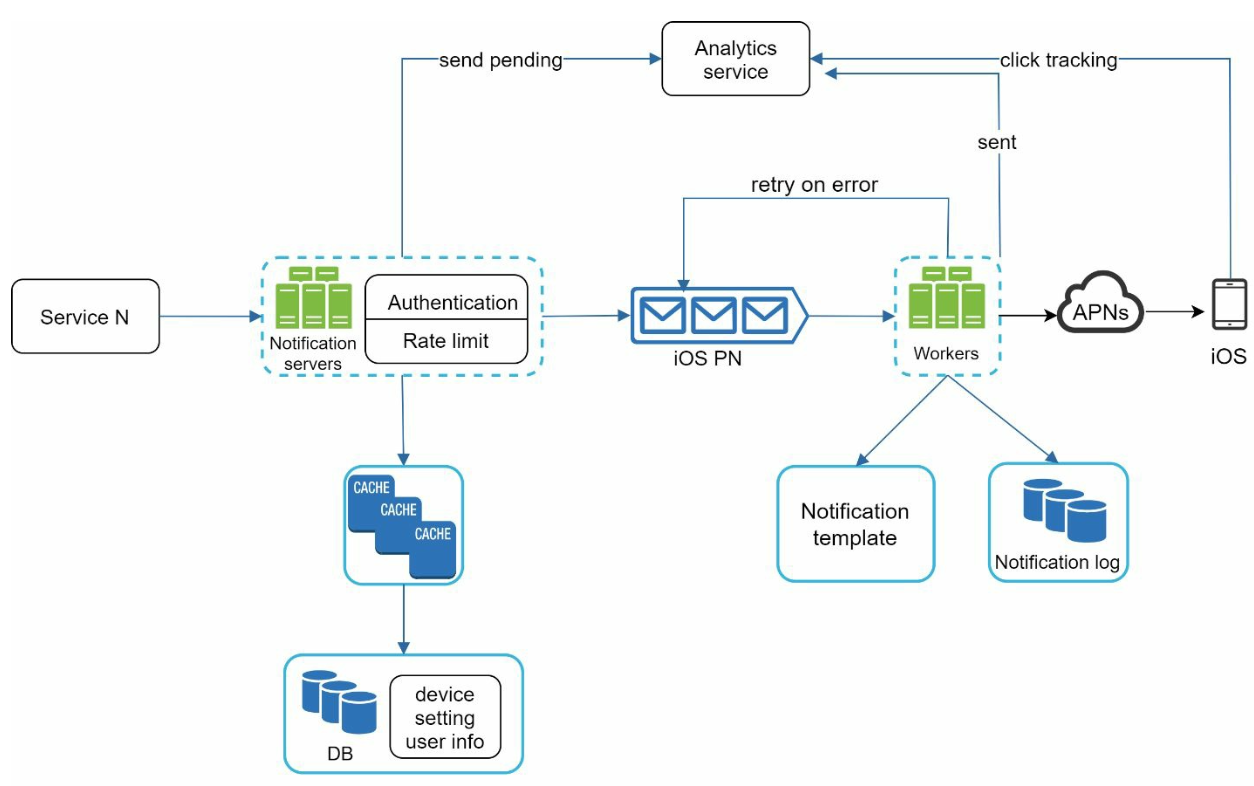 Analytics
service
send pending
click tracking
sent
retry on error
Service N
Notification
servers
Authentication
Rate limit
iOS PN
Workers
APNs
iOS
CACHE
CACHE
CACHE
Notification
template
Notification log
DB
device
setting
user info